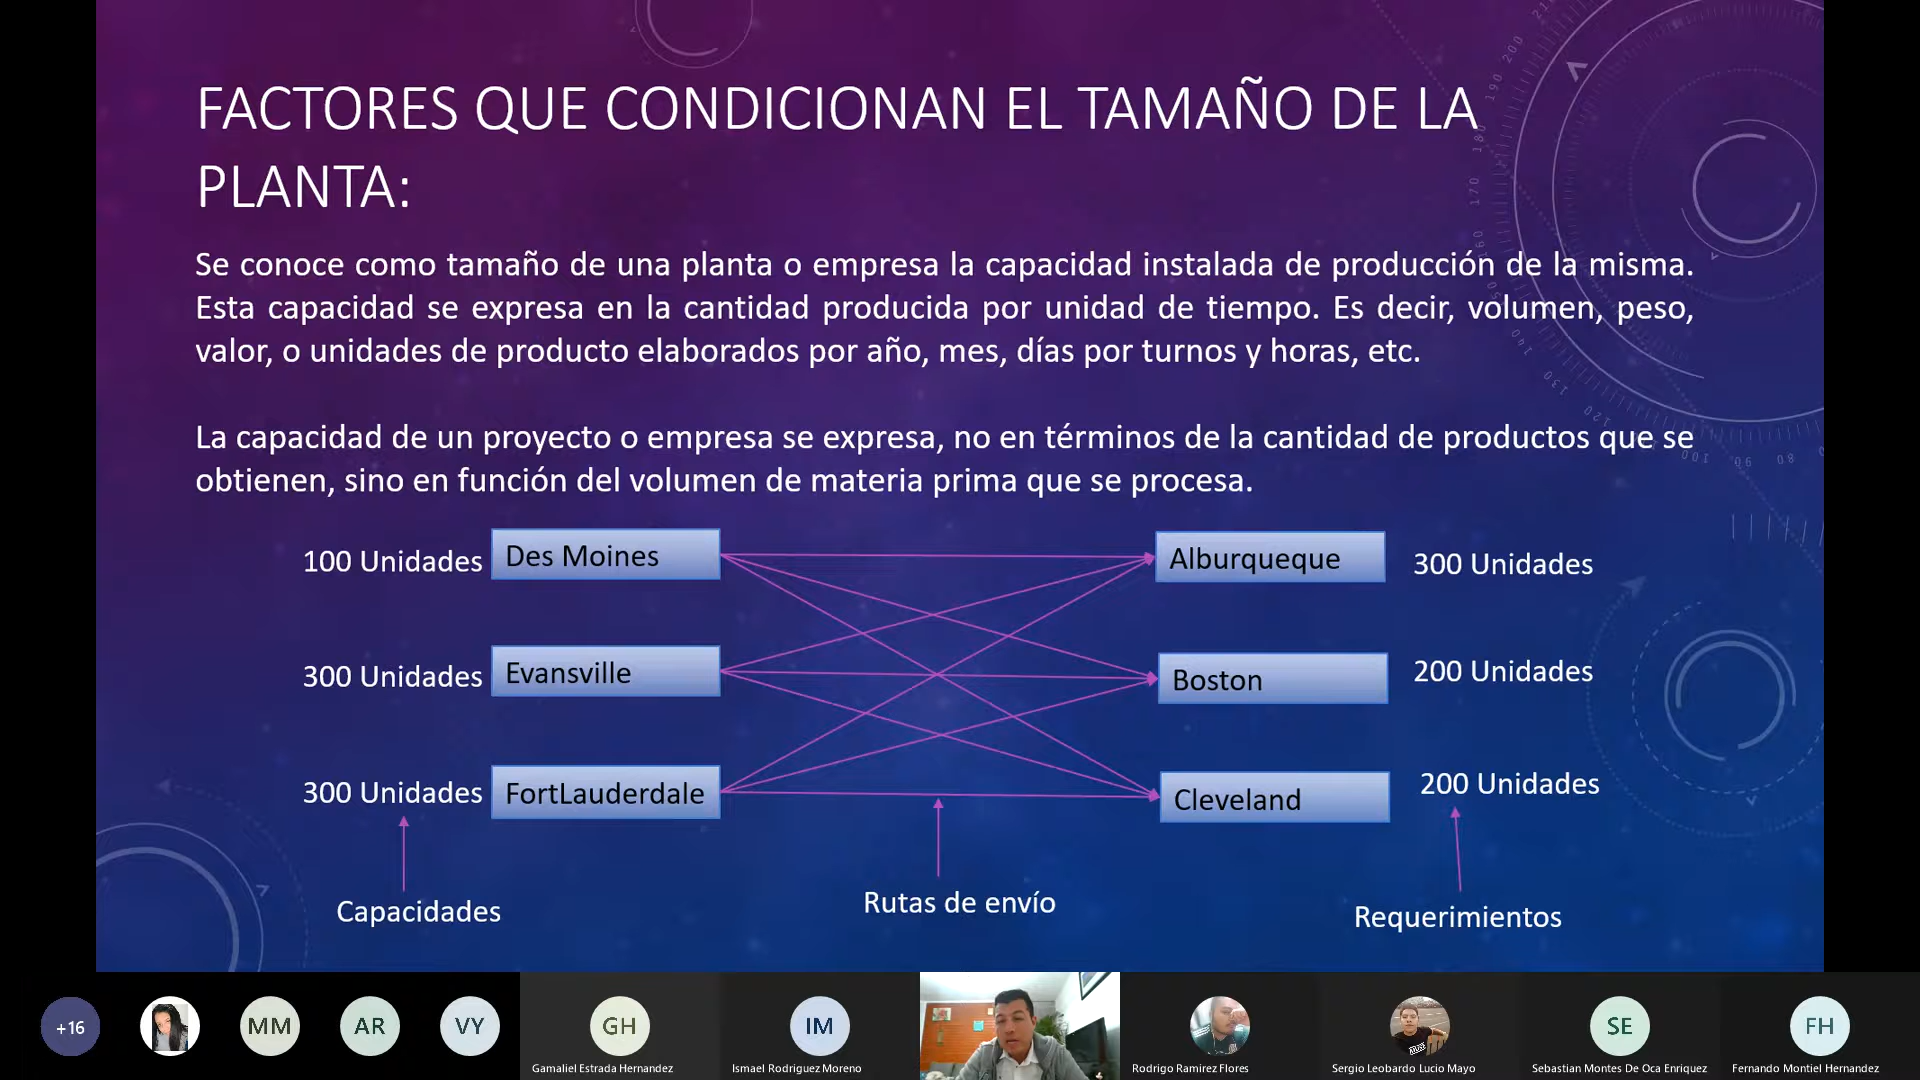 FACTORES QUE CONDICIONAN EL TAMAÑO DE LA
PLANTA:
Se conoce como tamaño de una planta o empresa la capacidad instalada de producción de la misma.
Esta capacidad se expresa en la cantidad producida por unidad de tiempo. Es decir, volumen, peso,
valor, o unidades de producto elaborados por año, mes, días por turnos y horas, etc.
La capacidad de un proyecto o empresa se expresa, no en términos de la cantidad de productos que se
obtienen, sino en función del volumen de materia prima que se procesa.
100 Unidades Des Moines Alburqueque 300 Unidades
300 Unidades Evansville Boston 200 Unidades
300 Unidades FortLauderdale Cleveland 200 Unidades
Capacidades Rutas de envío Requerimientos
+16 MM AR VY GH IM SE FH
Gamaliel Estrada Hernandez Ismael Rodriguez Moreno Rodrigo Ramirez Flores Sergio Leobardo Lucio Mayo Sebastian Montes De Oca Enriquez Fernando Montiel Hernandez